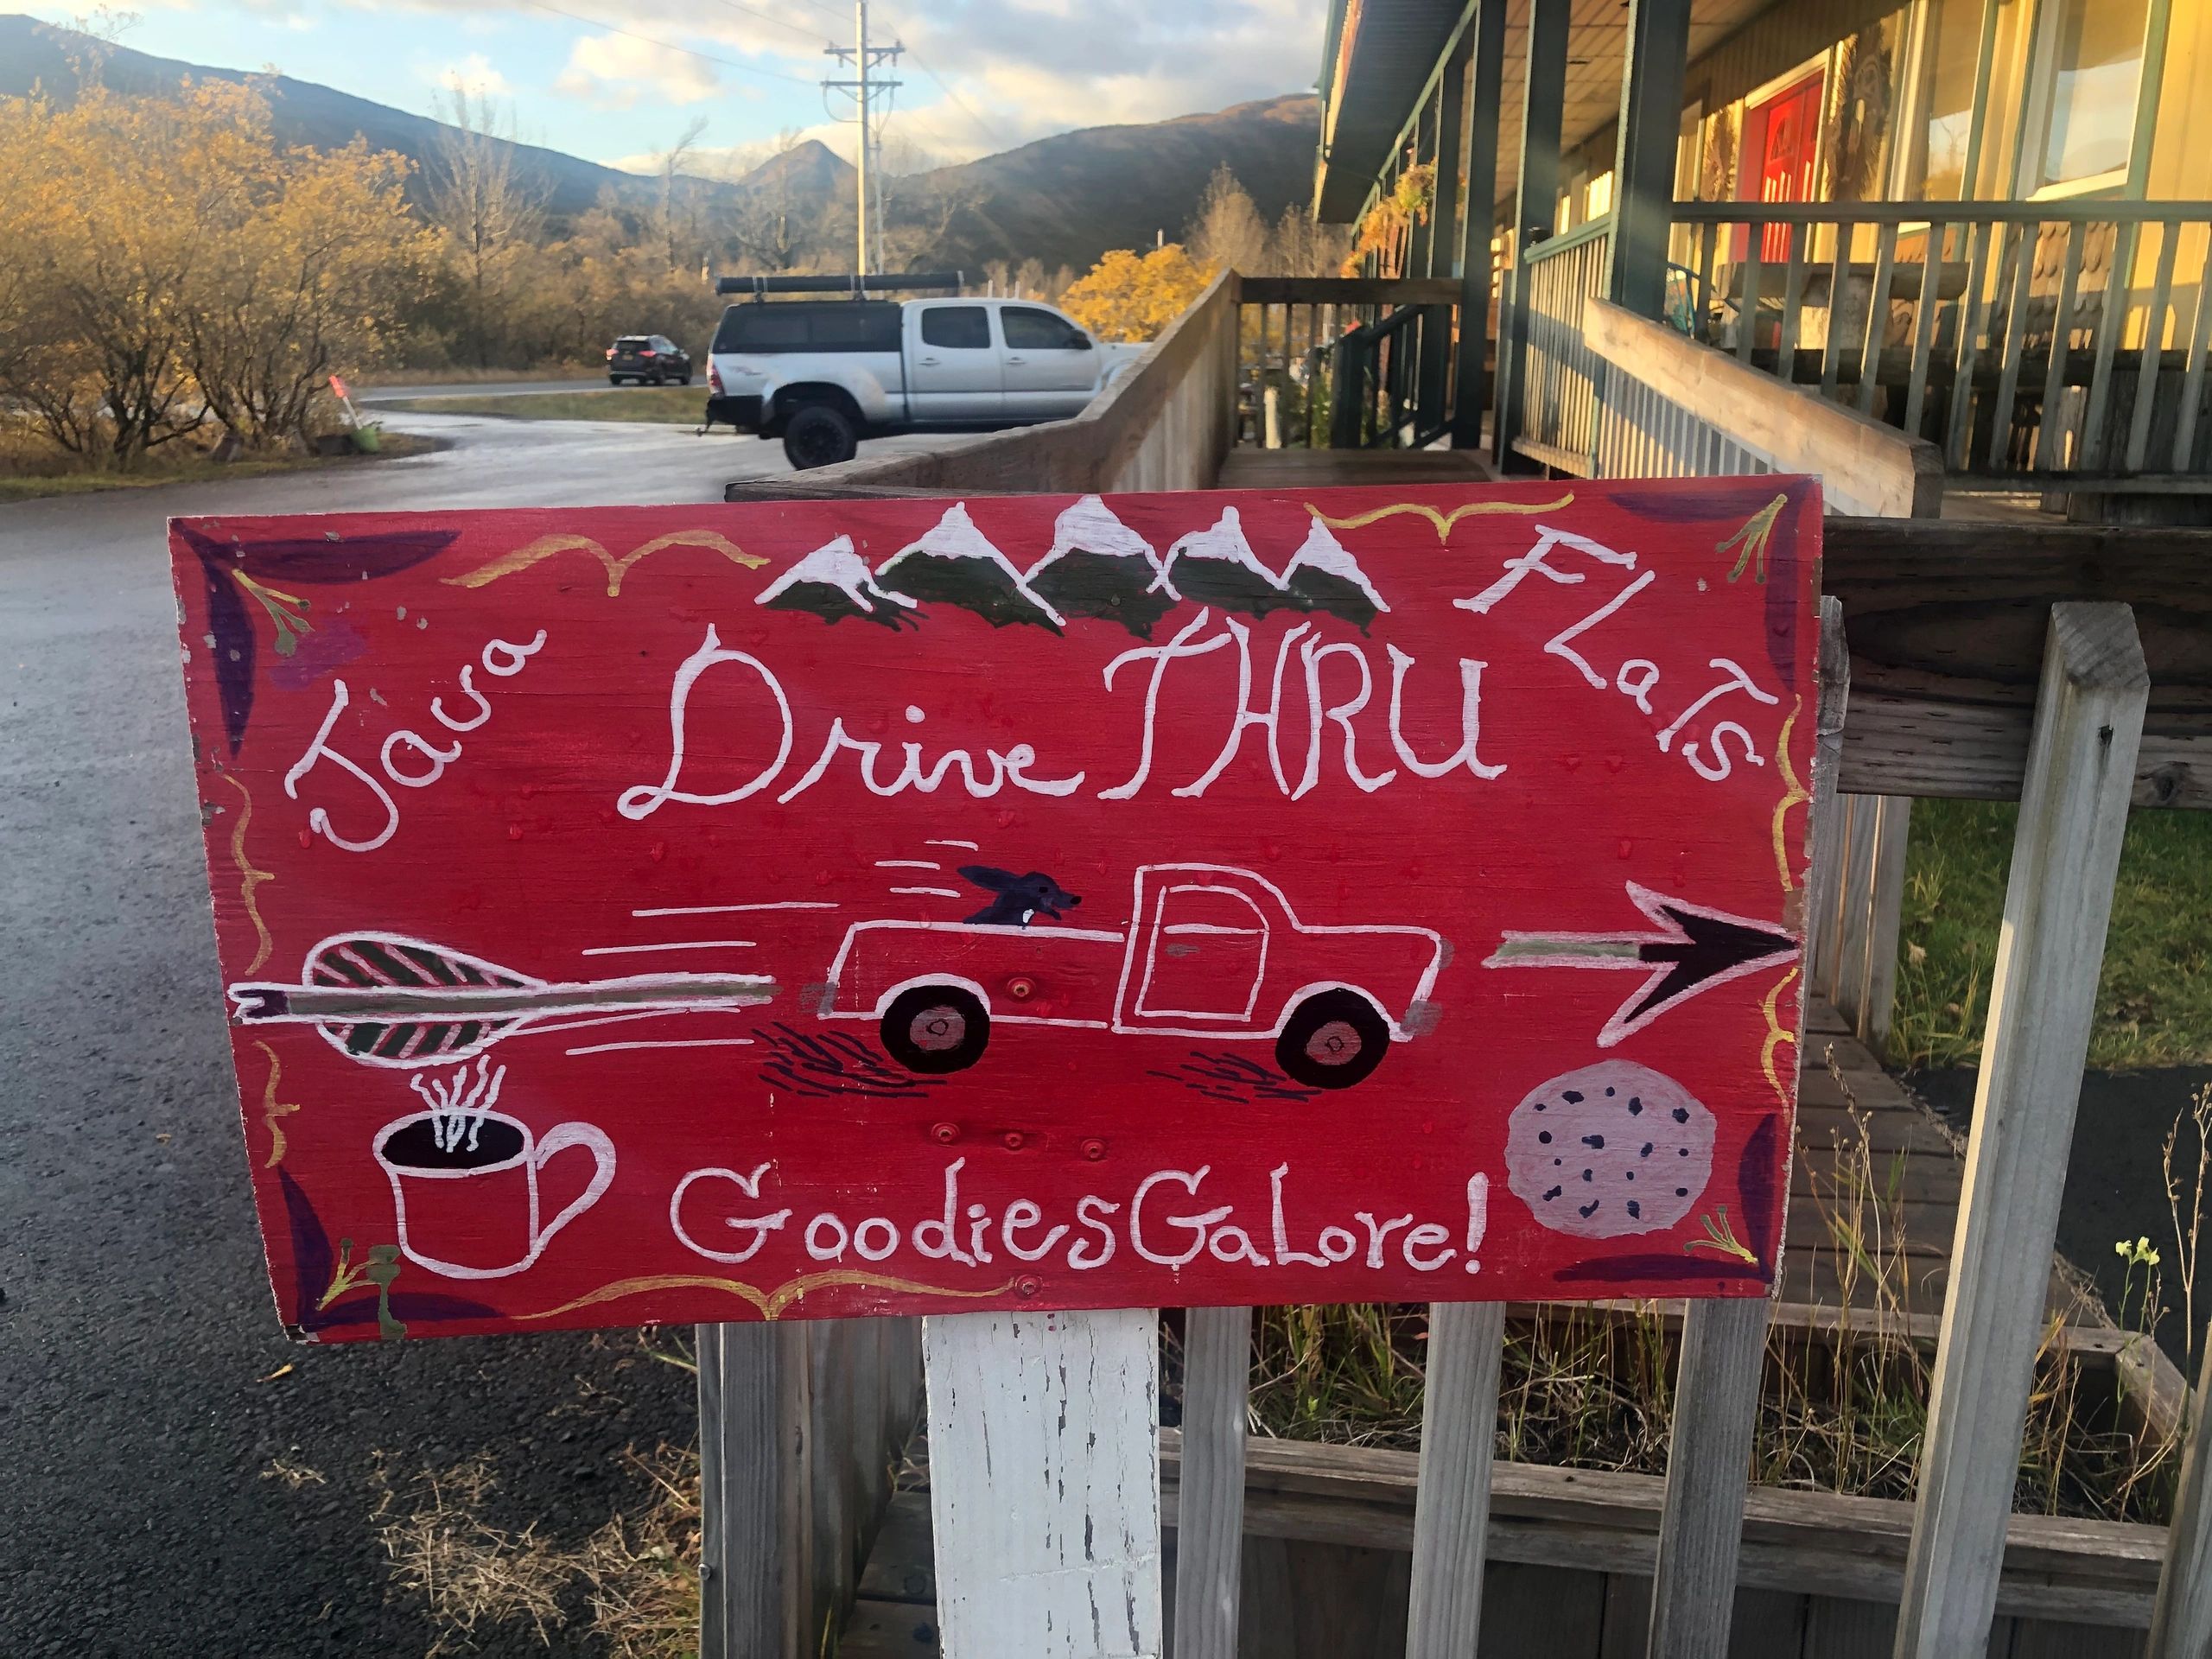 Java
Drive THRU
FLaTs
Goodies GaLore!